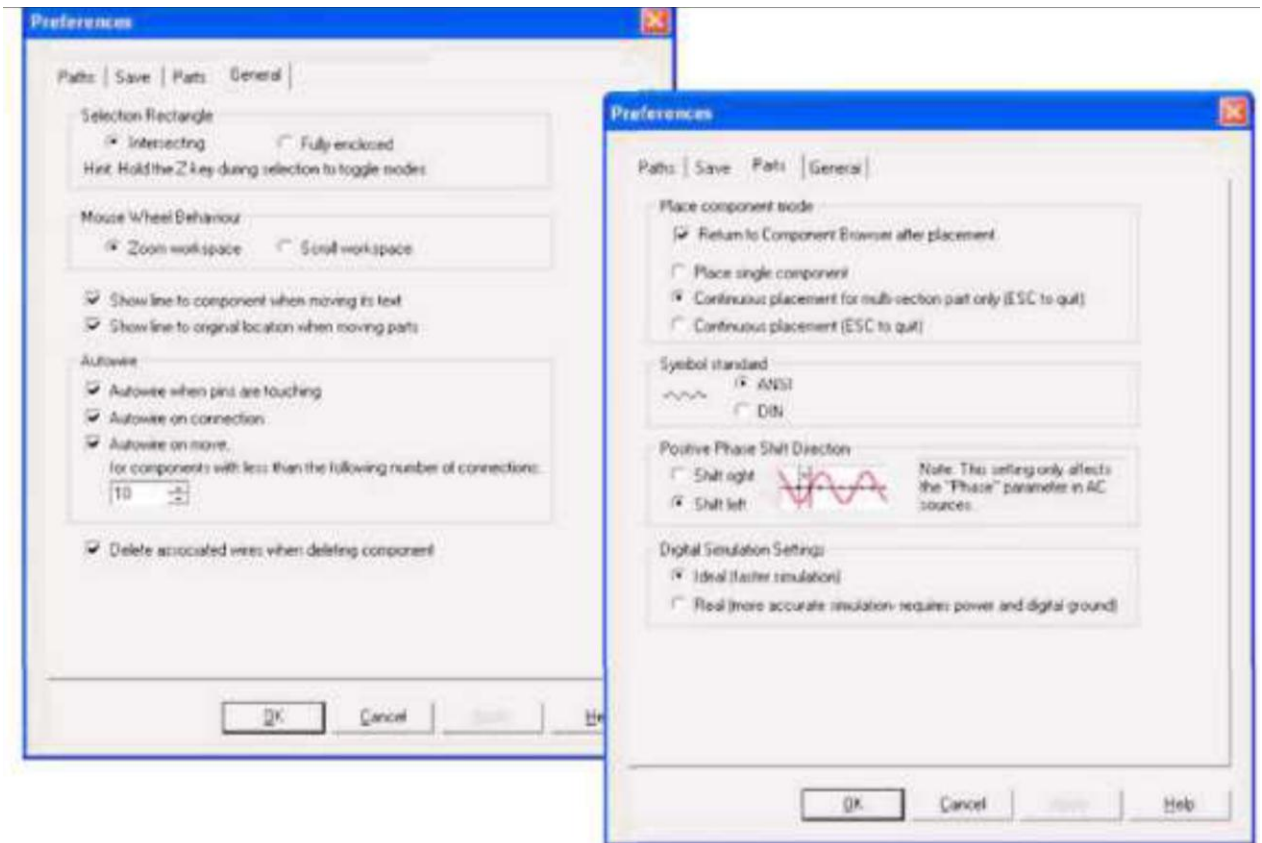 Preferences
Paths Save Parts General
Selection Rectangle
Intersecting Fully enclosed
Hint: Hold the Z key during selection to toggle modes
Mouse Wheel Behaviour
Zoom workspace Scroll workspace
Show line to component when moving its text
Show line to original location when moving parts
Autowire
Autowire when pins are touching
Autowire on connection
Autowire on move,
for components with less than the following number of connections:
10
Delete associated wires when deleting component
OK Cancel He
Preferences
Paths Save Parts General
Place component mode
Return to Component Browser after placement
Place single component
Continuous placement for multi-section part only (ESC to quit)
Continuous placement (ESC to quit)
Symbol standard
ANSI
DIN
Positive Phase Shift Direction
Shift right
Shift left
Note: This setting only affects
the "Phase" parameter in AC
sources.
Digital Simulation Settings
Ideal (faster simulation)
Real (more accurate simulation- requires power and digital ground)
OK Cancel Help